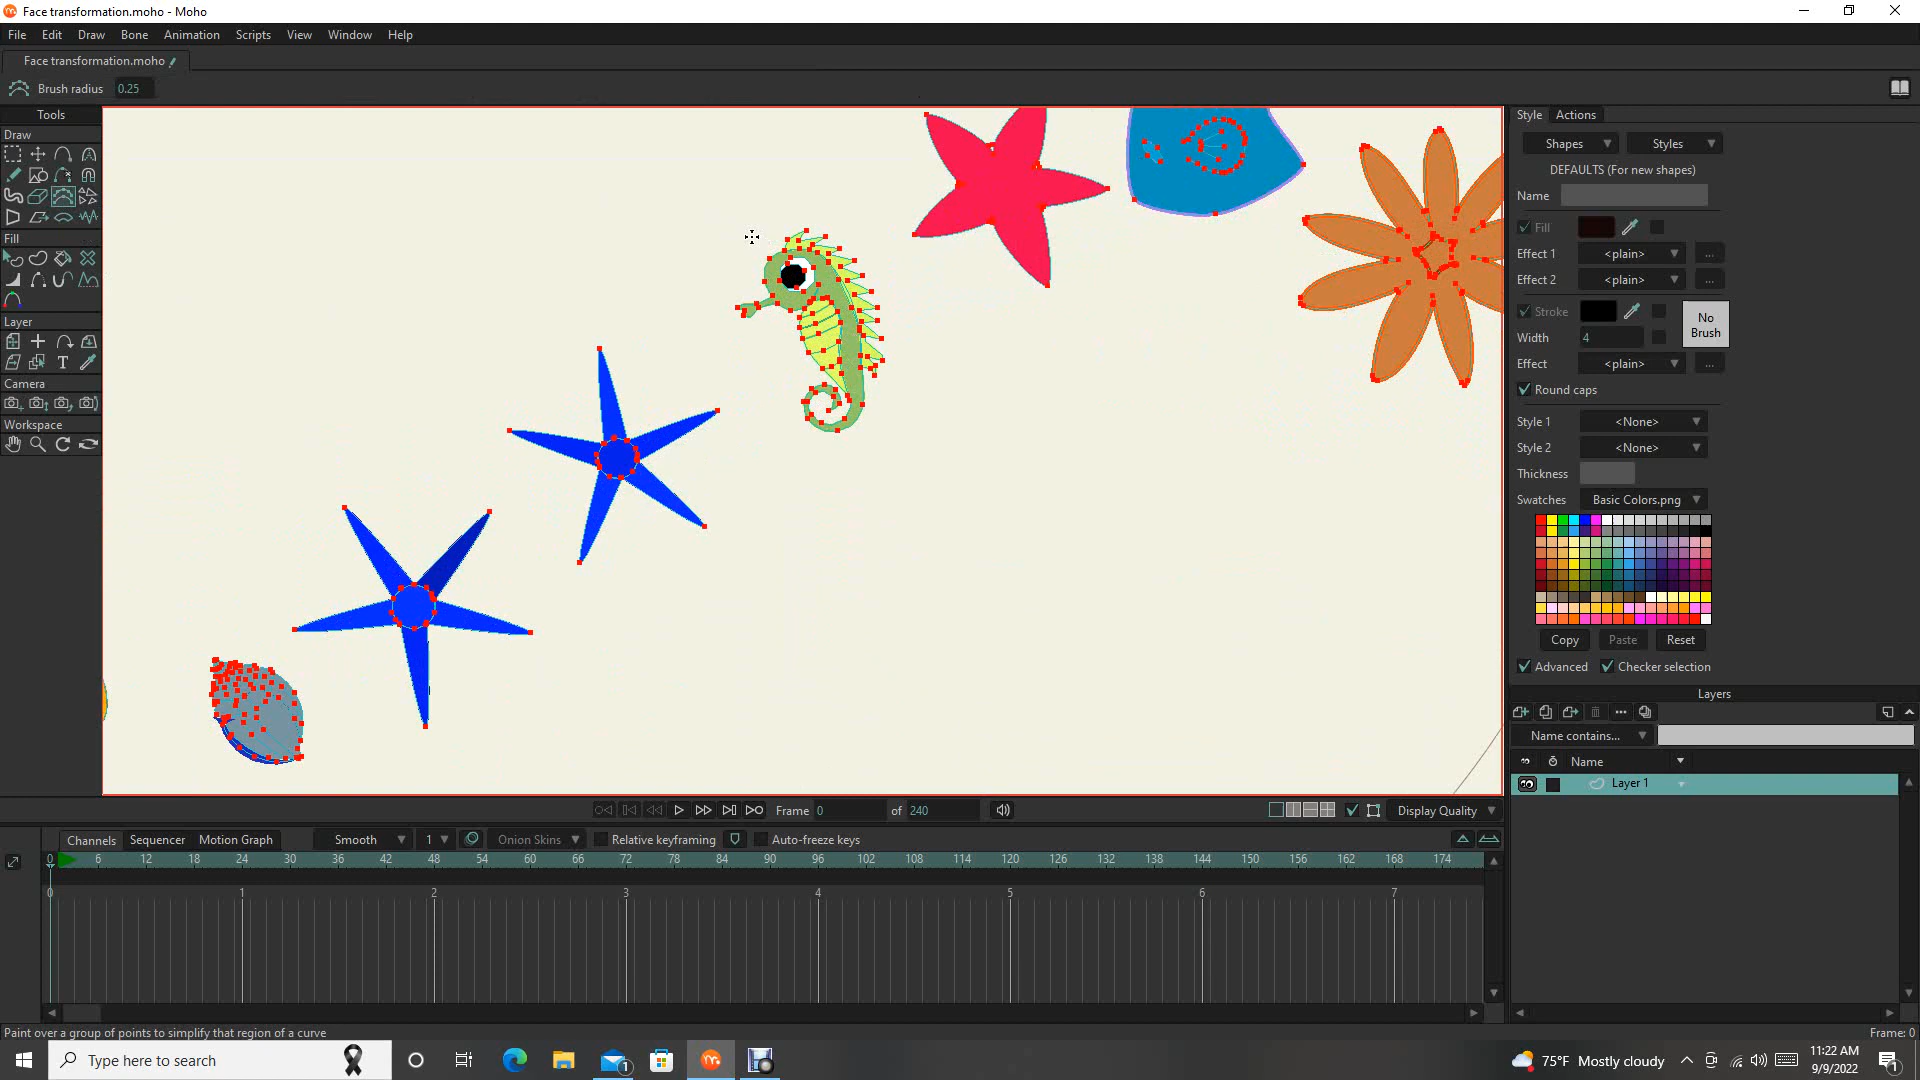 Face transformation.moho - Moho
File Edit Draw Bone Animation Scripts View Window Help
Face transformation.moho
Brush radius 0.25
Tools
Draw
Fill
Layer
T
Camera
Workspace
Style Actions
Shapes Styles
DEFAULTS (For new shapes)
Name
Fill
Effect 1 <plain> ...
Effect 2 <plain> ...
Stroke
No Brush
Width 4
Effect <plain> ...
Round caps
Style 1 <None>
Style 2 <None>
Thickness
Swatches Basic Colors.png
Copy Paste Reset
Advanced Checker selection
Layers
Name contains...
Name
Layer 1
Frame 0 of 240 Display Quality
Channels Sequencer Motion Graph Smooth 1 Onion Skins Relative keyframing Auto-freeze keys
0 6 12 18 24 30 36 42 48 54 60 66 72 78 84 90 96 102 108 114 120 126 132 138 144 150 156 162 168 174
0 1 2 3 4 5 6 7
Paint over a group of points to simplify that region of a curve Frame: 0
Type here to search 1 75°F Mostly cloudy 11:22 AM 1
9/9/2022